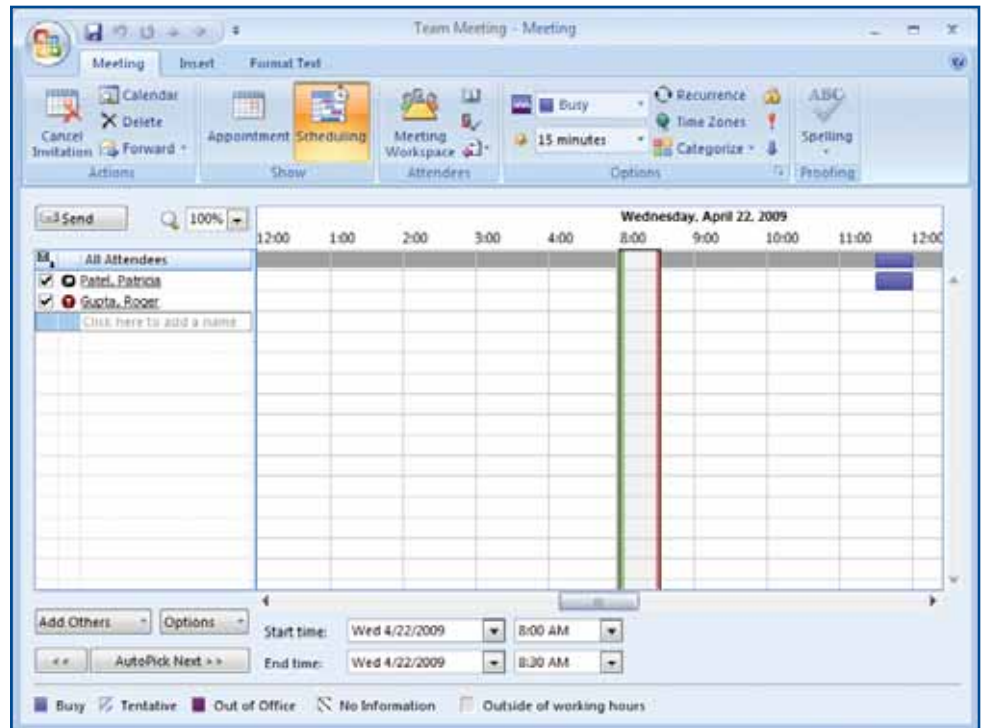 Team Meeting - Meeting
Meeting Insert Format Text
Cancel Invitation
Calendar
Delete
Forward
Actions
Appointment
Scheduling
Show
Meeting Workspace
Attendees
Busy
15 minutes
Recurrence
Time Zones
Categorize
Options
ABC
Spelling
Proofing
Send
100%
Wednesday, April 22, 2009
12:00 1:00 2:00 3:00 4:00 8:00 9:00 10:00 11:00 12:00
All Attendees
Patel, Patricia
Gupta, Roger
Click here to add a name
Add Others Options
Start time: Wed 4/22/2009 8:00 AM
<< AutoPick Next >>
End time: Wed 4/22/2009 8:30 AM
Busy Tentative Out of Office No Information Outside of working hours